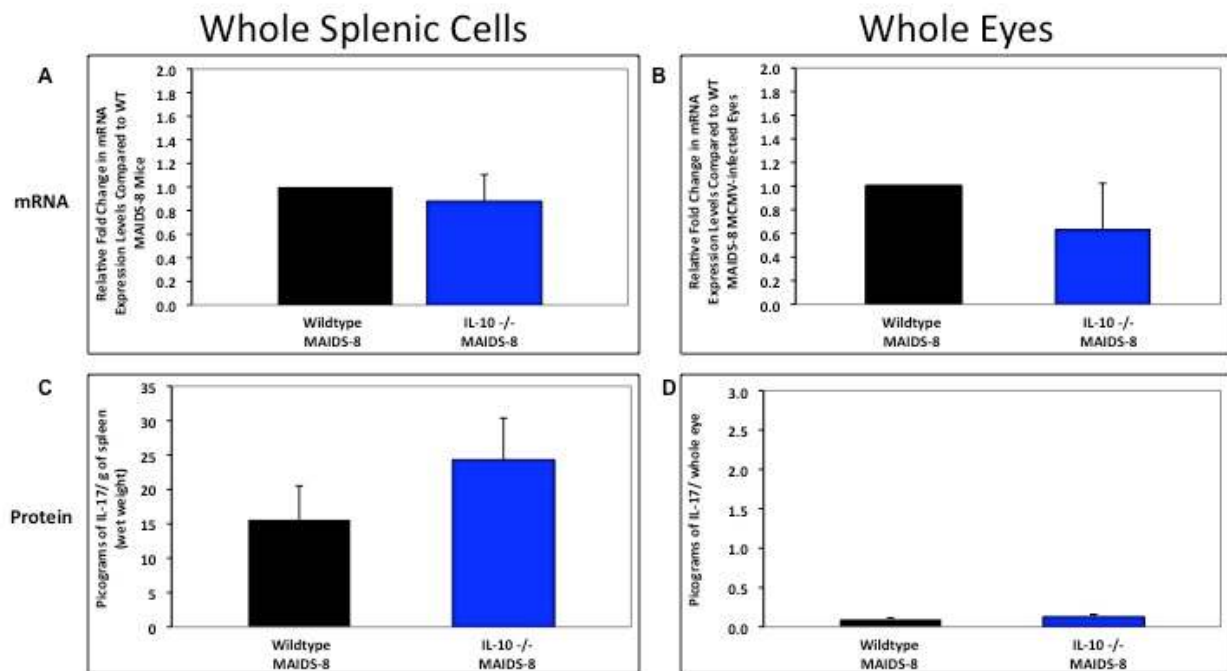 Whole Splenic Cells
Whole Eyes
A
mRNA
Relative Fold Change in mRNA
Expression Levels Compared to WT
MAIDS-8 Mice
2.0
1.8
1.6
1.4
1.2
1.0
0.8
0.6
0.4
0.2
0.0
Wildtype
MAIDS-8
IL-10 -/-
MAIDS-8
B
Relative Fold Change in mRNA
Expression Levels Compared to WT
MAIDS-8 MCMV-infected Eyes
2.0
1.8
1.6
1.4
1.2
1.0
0.8
0.6
0.4
0.2
0.0
Wildtype
MAIDS-8
IL-10 -/-
MAIDS-8
C
Protein
Picograms of IL-17/ g of spleen
(wet weight)
35
30
25
20
15
10
5
0
Wildtype
MAIDS-8
IL-10 -/-
MAIDS-8
D
Picograms of IL-17/ whole eye
3.0
2.5
2.0
1.5
1.0
0.5
0.0
Wildtype
MAIDS-8
IL-10 -/-
MAIDS-8